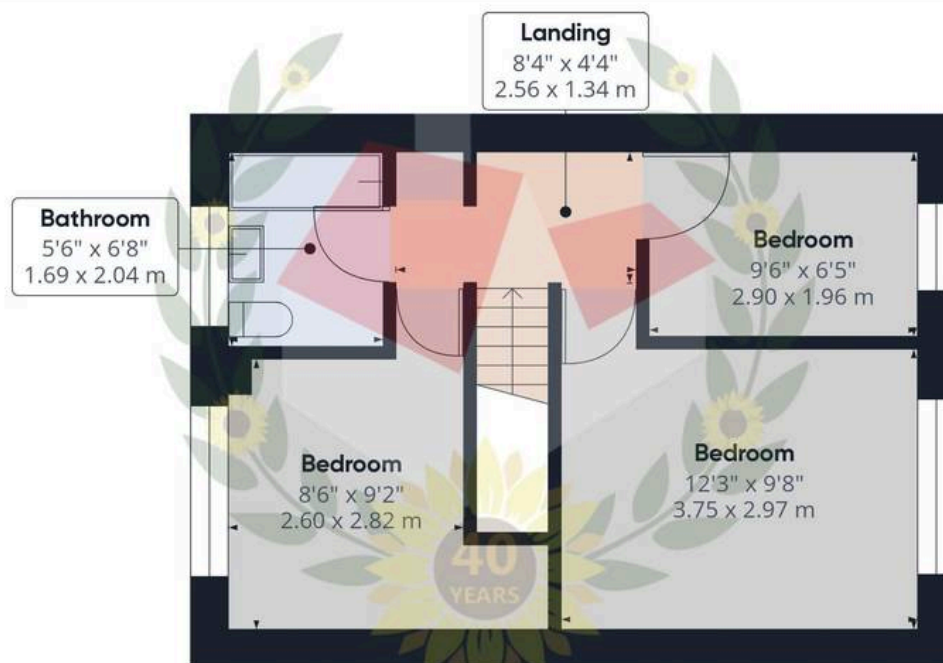 Landing
8'4" x 4'4"
2.56 x 1.34 m
Bathroom
5'6" x 6'8"
1.69 x 2.04 m
Bedroom
9'6" x 6'5"
2.90 x 1.96 m
Bedroom
8'6" x 9'2"
2.60 x 2.82 m
Bedroom
12'3" x 9'8"
3.75 x 2.97 m
40
YEARS